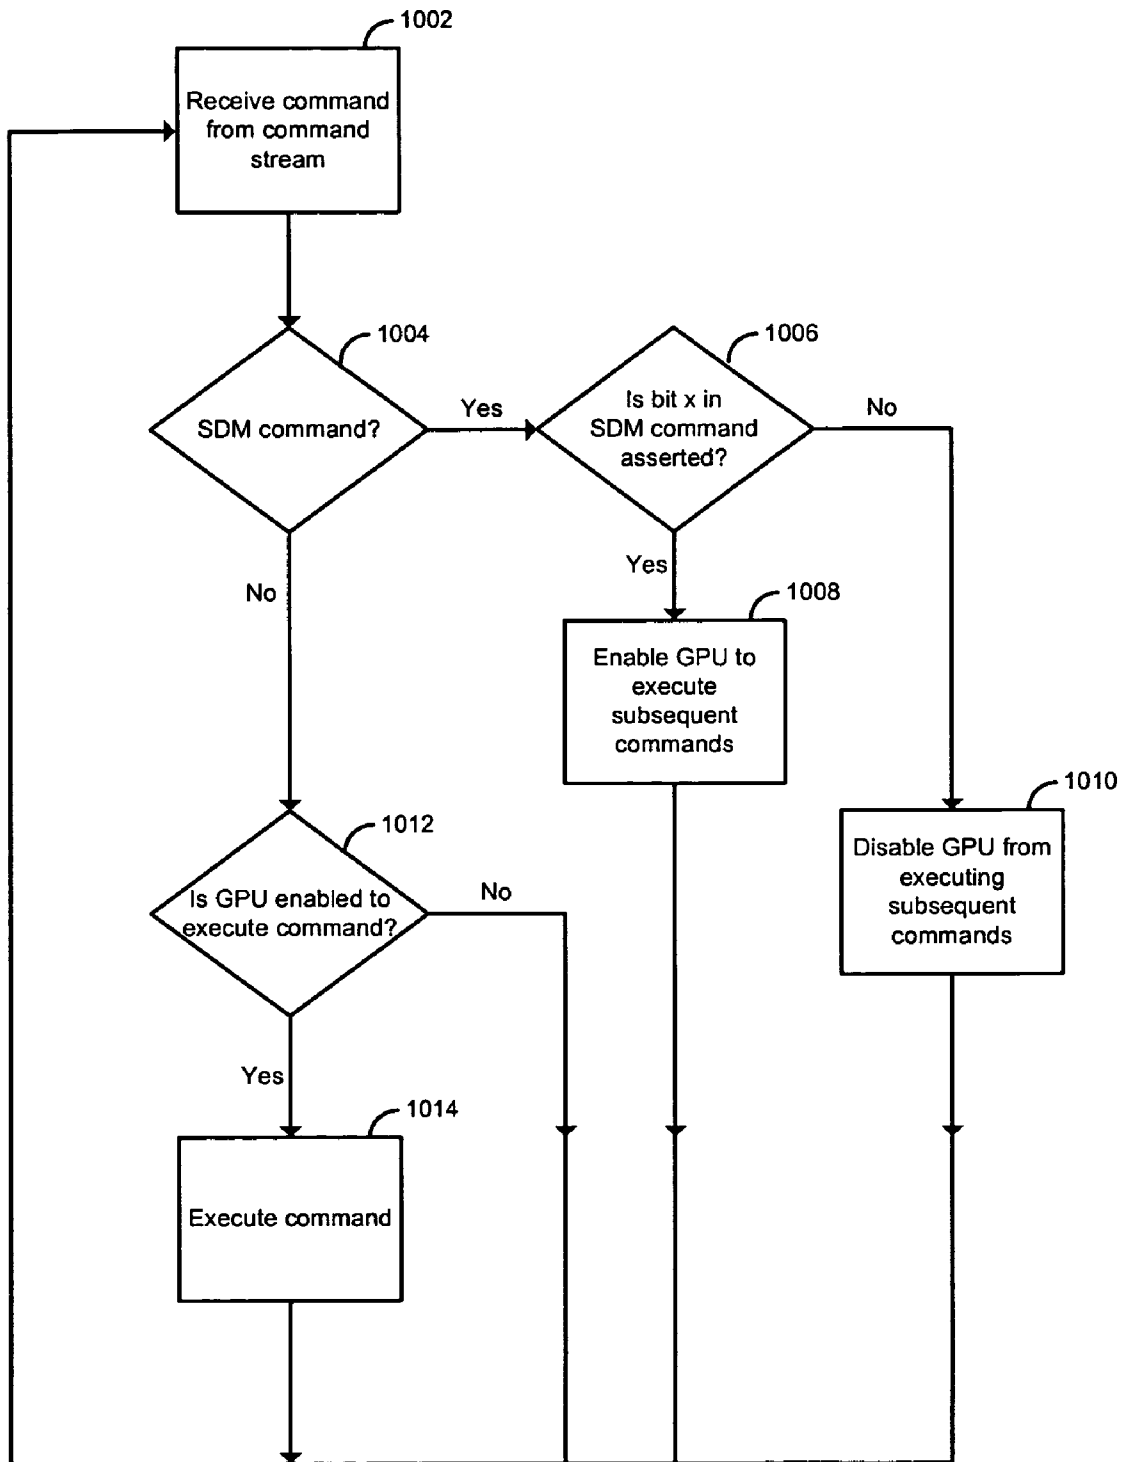 1002
Receive command
from command
stream
1004
SDM command?
Yes
No
1006
Is bit x in
SDM command
asserted?
No
Yes
1008
Enable GPU to
execute
subsequent
commands
1010
Disable GPU from
executing
subsequent
commands
1012
Is GPU enabled to
execute command?
No
Yes
1014
Execute command